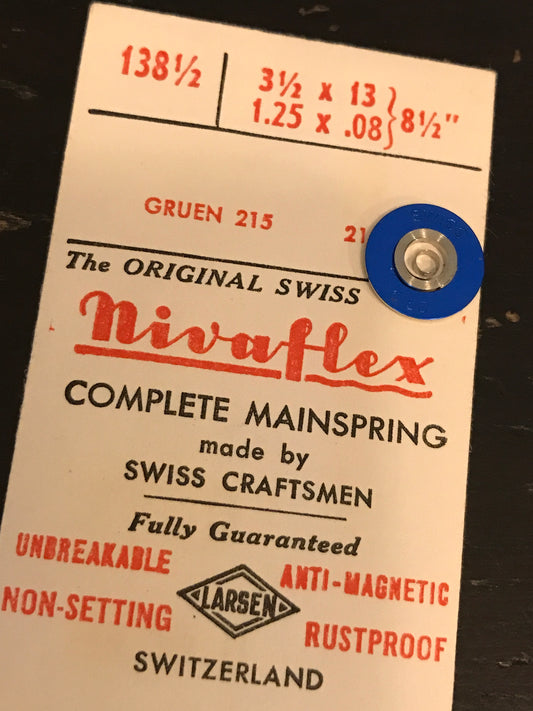 138½
3½ x 13
1.25 x .08
} 8½"
GRUEN 215
The ORIGINAL SWISS
Nivaflex
COMPLETE MAINSPRING
made by
SWISS CRAFTSMEN
Fully Guaranteed
UNBREAKABLE
ANTI-MAGNETIC
LARSEN
NON-SETTING
RUSTPROOF
SWITZERLAND